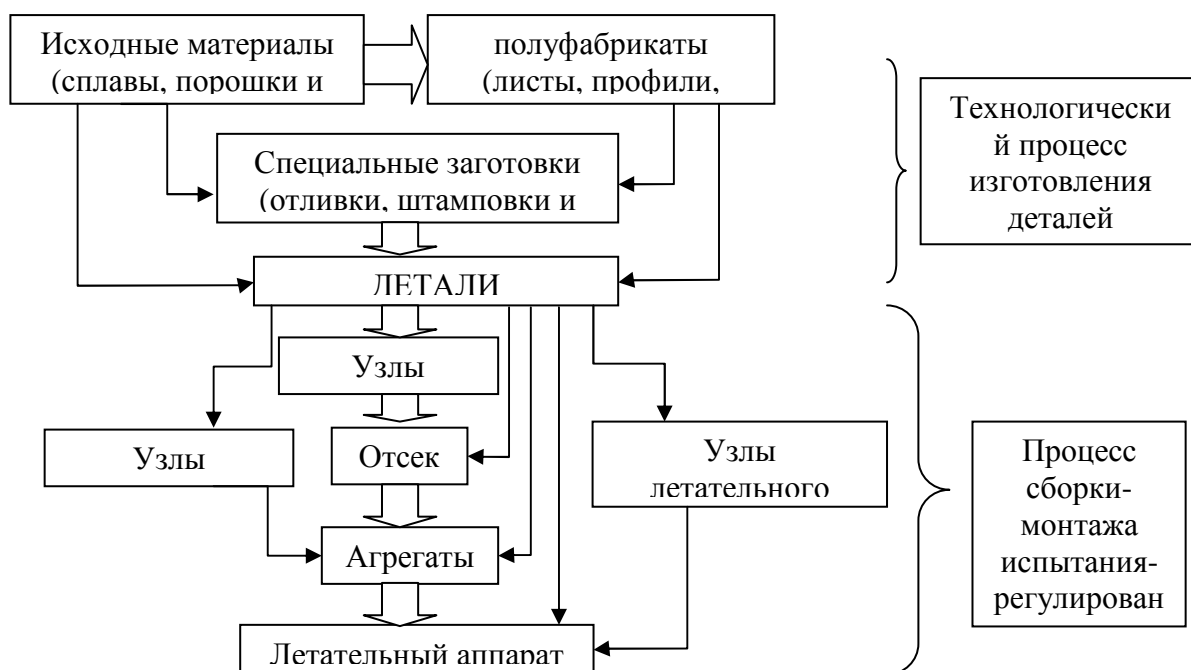 Исходные материалы
(сплавы, порошки и
полуфабрикаты
(листы, профили,
Технологически
й процесс
изготовления
деталей
Специальные заготовки
(отливки, штамповки и
ДЕТАЛИ
Узлы
Узлы
Отсек
Узлы
летательного
Процесс
сборки-
монтажа
испытания-
регулирован
Агрегаты
Летательный аппарат